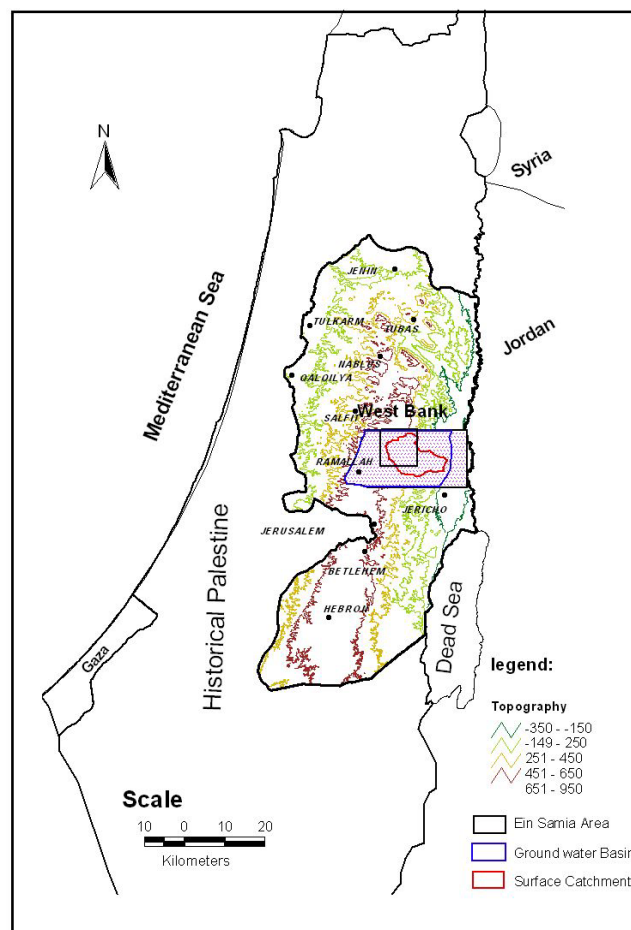 N
Syria
Mediterranean Sea
JENIN
TULKARM
TUBAS
Jordan
NABLUS
QALQILYA
SALFIT
West Bank
RAMALLAH
JERICHO
JERUSALEM
BETLEHEM
Historical Palestine
HEBRON
Dead Sea
Gaza
legend:
Topography
-350 - -150
-149 - 250
251 - 450
451 - 650
651 - 950
Scale
10 0 10 20
Kilometers
Ein Samia Area
Ground water Basin
Surface Catchment